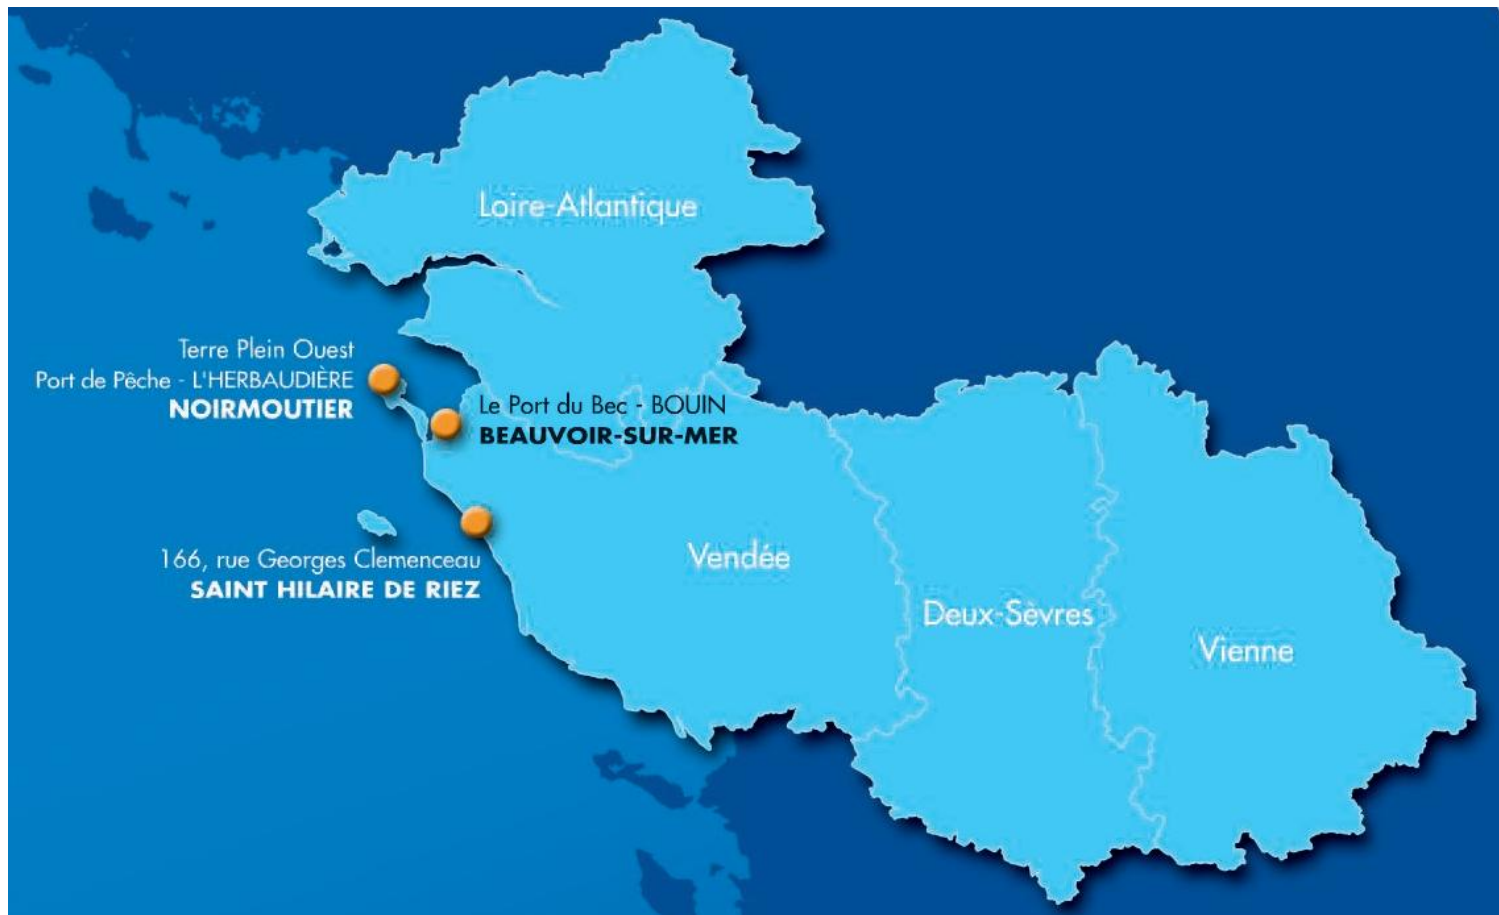 Loire-Atlantique
Terre Plein Ouest
Port de Pêche - L'HERBAUDIÈRE
NOIRMOUTIER
Le Port du Bec - BOUIN
BEAUVOIR-SUR-MER
166, rue Georges Clemenceau
SAINT HILAIRE DE RIEZ
Vendée
Deux-Sèvres
Vienne